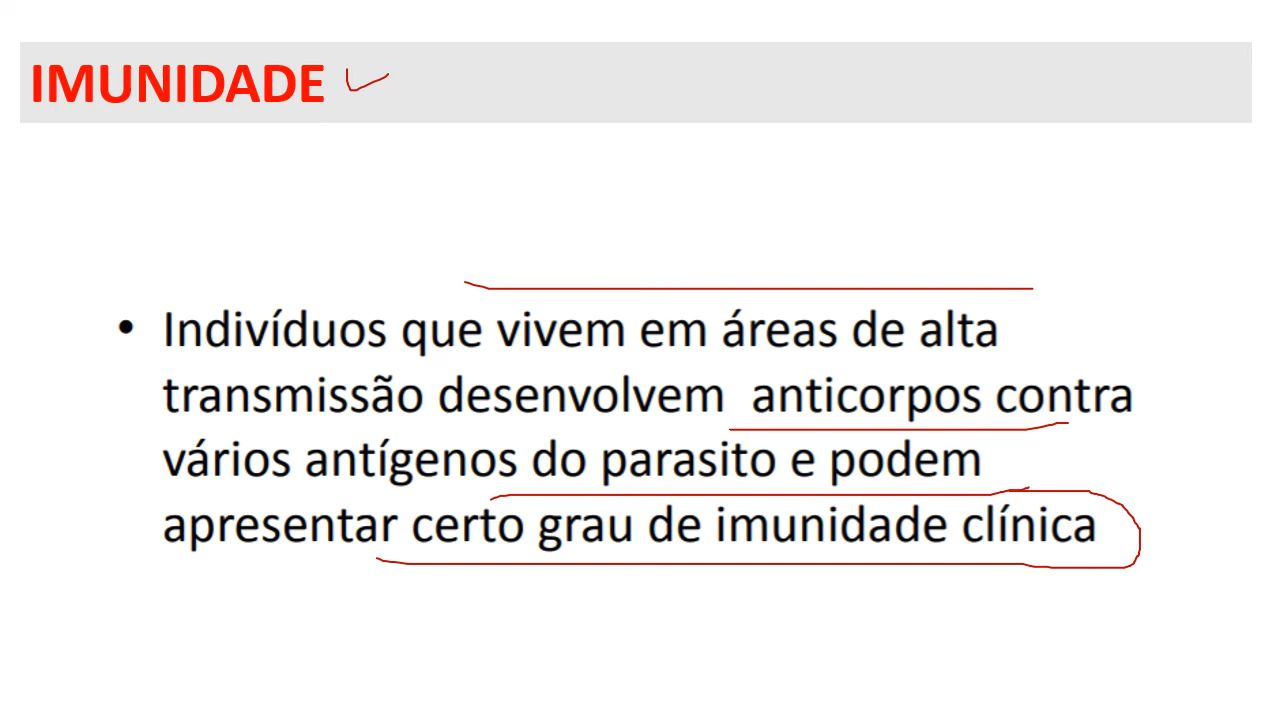 IMUNIDADE
• Indivíduos que vivem em áreas de alta
transmissão desenvolvem anticorpos contra
vários antígenos do parasito e podem
apresentar certo grau de imunidade clínica